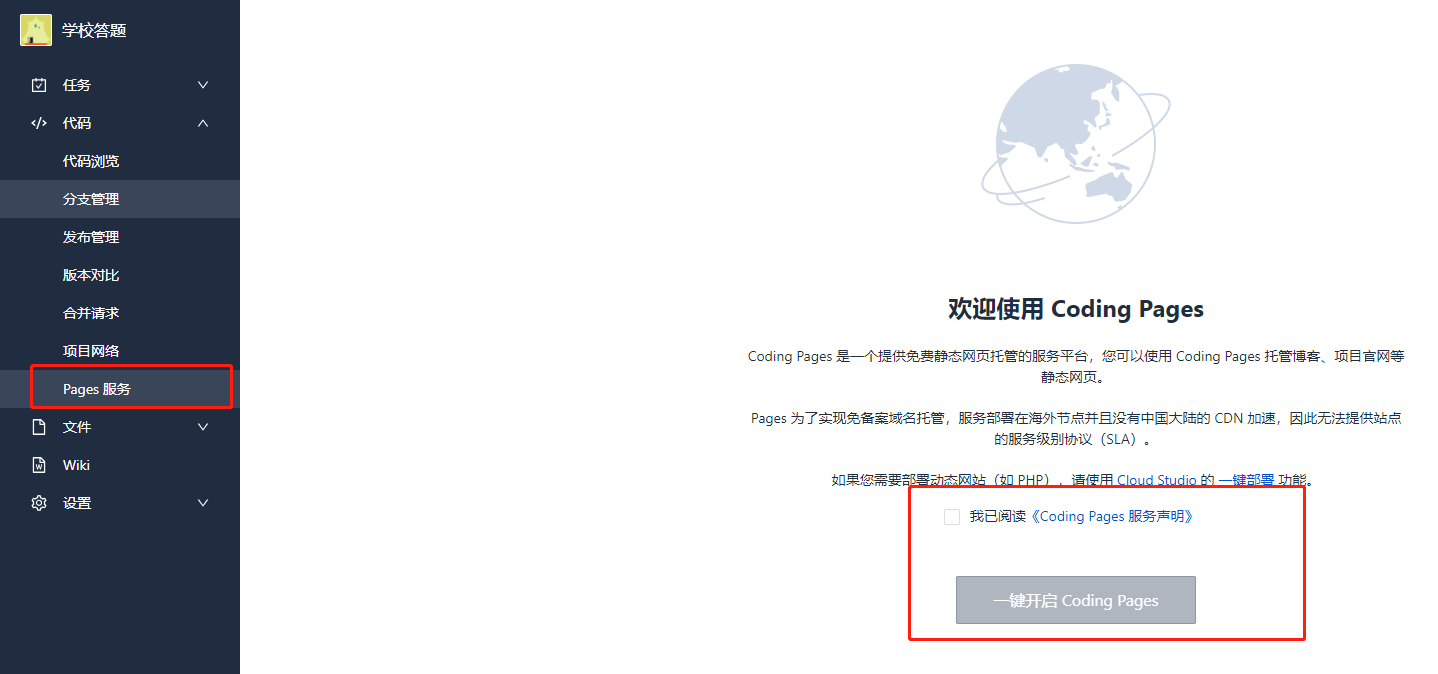 学校答题
任务
代码
代码浏览
分支管理
发布管理
版本对比
合并请求
项目网络
Pages 服务
文件
Wiki
设置
欢迎使用 Coding Pages
Coding Pages 是一个提供免费静态网页托管的服务平台，您可以使用 Coding Pages 托管博客、项目官网等
静态网页。
Pages 为了实现免备案域名托管，服务部署在海外节点并且没有中国大陆的 CDN 加速，因此无法提供站点
的服务级别协议（SLA）。
如果您需要部署动态网站（如 PHP），请使用 Cloud Studio 的 一键部署 功能。
我已阅读《Coding Pages 服务声明》
一键开启 Coding Pages